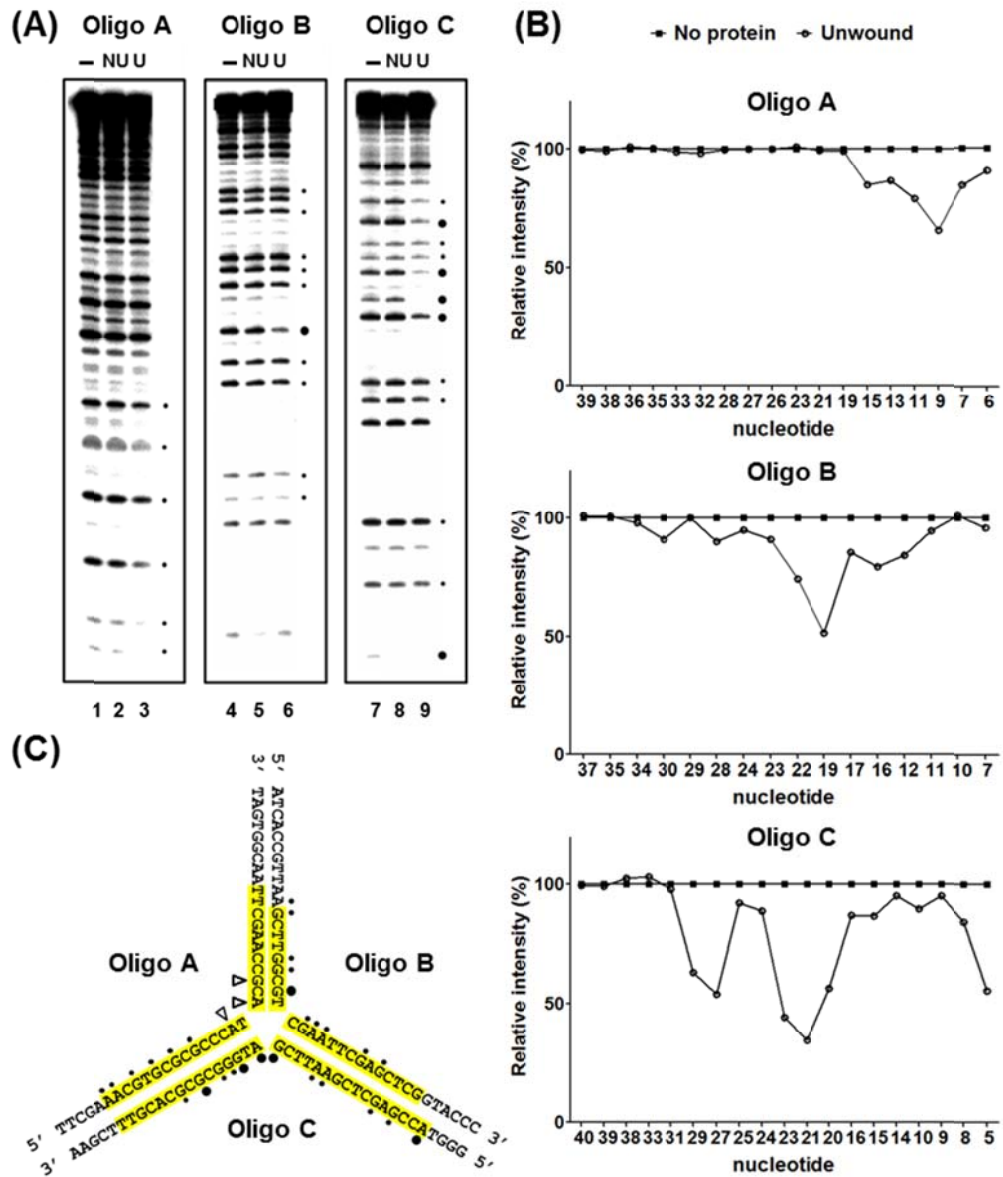 (A)
Oligo A Oligo B Oligo C
– NU U – NU U – NU U
1 2 3 4 5 6 7 8 9
(B)
No protein Unwound
Oligo A
Relative intensity (%)
100
50
0
39 38 36 35 33 32 28 27 26 23 21 19 15 13 11 9 7 6
nucleotide
Oligo B
Relative intensity (%)
100
50
0
37 35 34 30 29 28 24 23 22 19 17 16 12 11 10 7
nucleotide
Oligo C
Relative intensity (%)
100
50
0
40 39 38 33 31 29 27 25 24 23 21 20 16 15 14 10 9 8 5
nucleotide
(C)
3′ TAGTGGCAATTCGAACCGCA
5′ ATCACCGTTAAGCTTGGCGT
Oligo A
Oligo B
5′ TTCGAAACGTGCGCGCCCAT
CGAATTCGAGCTCGGTACCC 3′
3′ AAGCTTTGCACGCGCGGGTA
GCTTAAGCTCGAGCCATGGG 5′
Oligo C